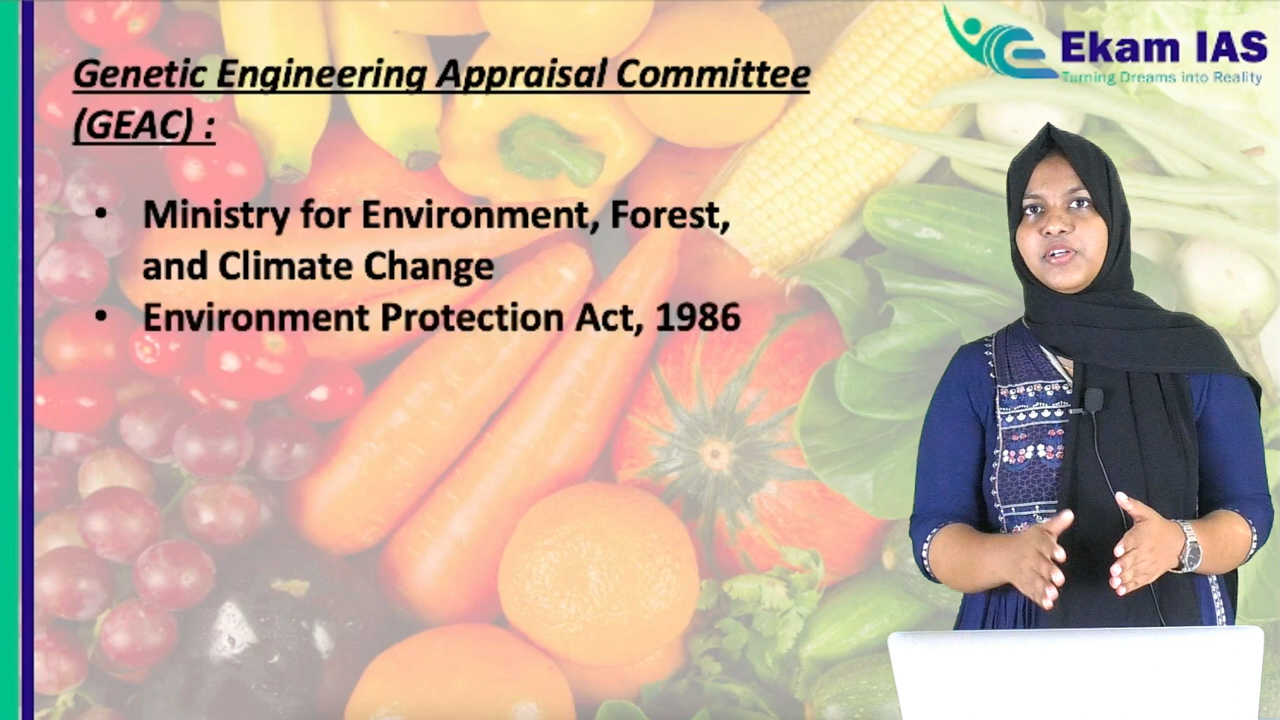 Genetic Engineering Appraisal Committee
(GEAC) :
• Ministry for Environment, Forest,
and Climate Change
• Environment Protection Act, 1986
Ekam IAS
Turning Dreams into Reality